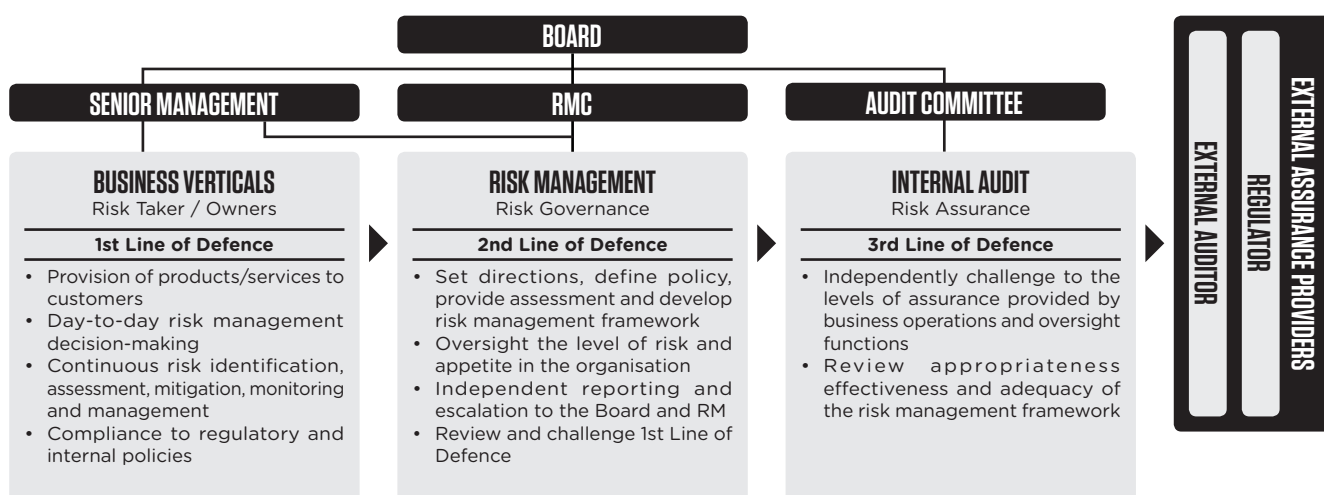 BOARD
SENIOR MANAGEMENT
RMC
AUDIT COMMITTEE
BUSINESS VERTICALS
Risk Taker / Owners
1st Line of Defence
• Provision of products/services to
customers
• Day-to-day risk management
decision-making
• Continuous risk identification,
assessment, mitigation, monitoring
and management
• Compliance to regulatory and
internal policies
RISK MANAGEMENT
Risk Governance
2nd Line of Defence
• Set directions, define policy,
provide assessment and develop
risk management framework
• Oversight the level of risk and
appetite in the organisation
• Independent reporting and
escalation to the Board and RM
• Review and challenge 1st Line of
Defence
INTERNAL AUDIT
Risk Assurance
3rd Line of Defence
• Independently challenge to the
levels of assurance provided by
business operations and oversight
functions
• Review appropriateness
effectiveness and adequacy of
the risk management framework
EXTERNAL AUDITOR
REGULATOR
EXTERNAL ASSURANCE PROVIDERS